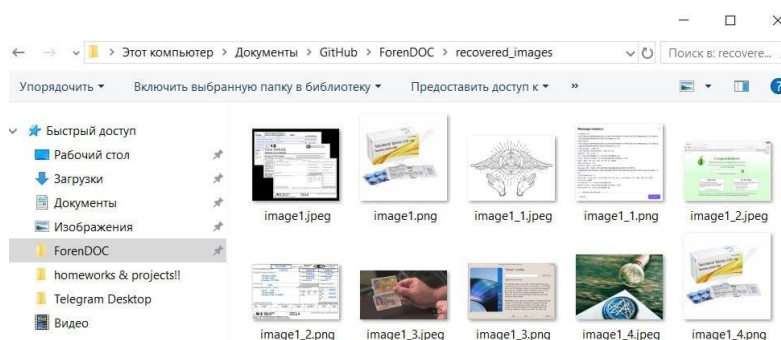 Этот компьютер > Документы > GitHub > ForenDOC > recovered_images
Поиск в: recovere...
Упорядочить Включить выбранную папку в библиотеку Предоставить доступ к »
Быстрый доступ
Рабочий стол
Загрузки
Документы
Изображения
ForenDOC
homeworks & projects!!
Telegram Desktop
Видео
image1.jpeg image1.png image1_1.jpeg image1_1.png image1_2.jpeg
image1_2.png image1_3.jpeg image1_3.png image1_4.jpeg image1_4.png